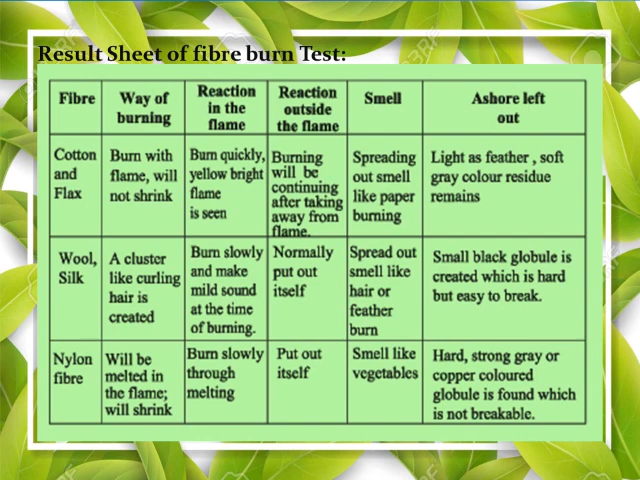 Result Sheet of fibre burn Test:
Fibre
Way of
burning
Reaction
in the
flame
Reaction
outside
the flame
Smell
Ashore left
out
Cotton
and
Flax
Burn with
flame, will
not shrink
Burn quickly,
yellow bright
flame
is seen
Burning
will be
continuing
after taking
away from
flame.
Spreading
out smell
like paper
burning
Light as feather , soft
gray colour residue
remains
Wool,
Silk
A cluster
like curling
hair is
created
Burn slowly
and make
mild sound
at the time
of burning.
Normally
put out
itself
Spread out
smell like
hair or
feather
burn
Small black globule is
created which is hard
but easy to break.
Nylon
fibre
Will be
melted in
the flame;
will shrink
Burn slowly
through
melting
Put out
itself
Smell like
vegetables
Hard, strong gray or
copper coloured
globule is found which
is not breakable.